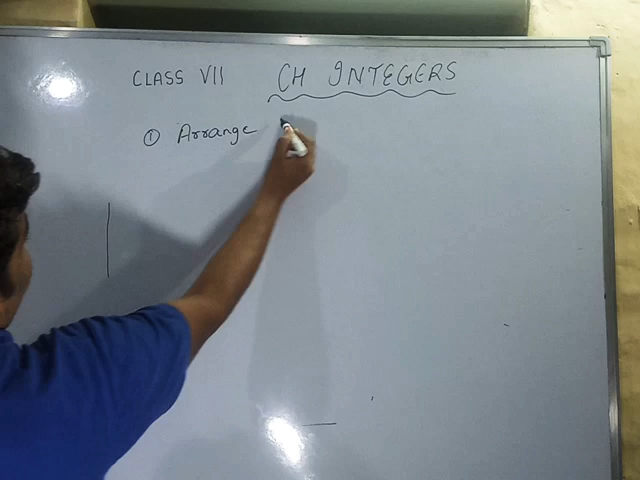 CLASS VII CH INTEGERS
① Arrange